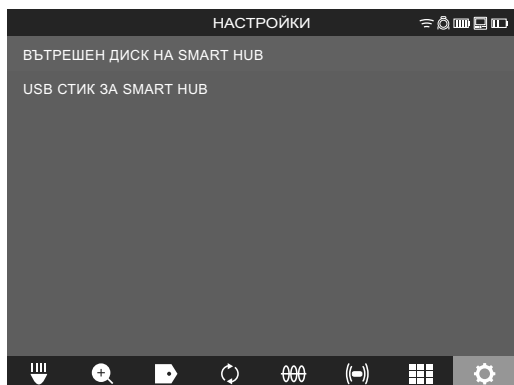 НАСТРОЙКИ
ВЪТРЕШЕН ДИСК НА SMART HUB
USB СТИК ЗА SMART HUB